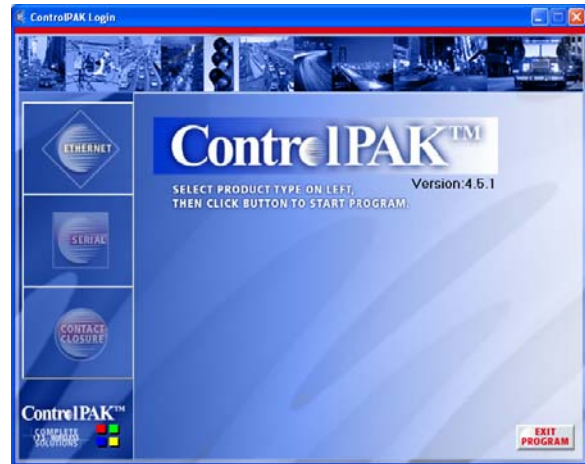 ControlPAK Login
ETHERNET
SERIAL
CONTACT
CLOSURE
ControlPAK™
COMPLETE
I.T.S. WIRELESS
SOLUTIONS
ControlPAK™
Version:4.5.1
SELECT PRODUCT TYPE ON LEFT,
THEN CLICK BUTTON TO START PROGRAM.
EXIT
PROGRAM